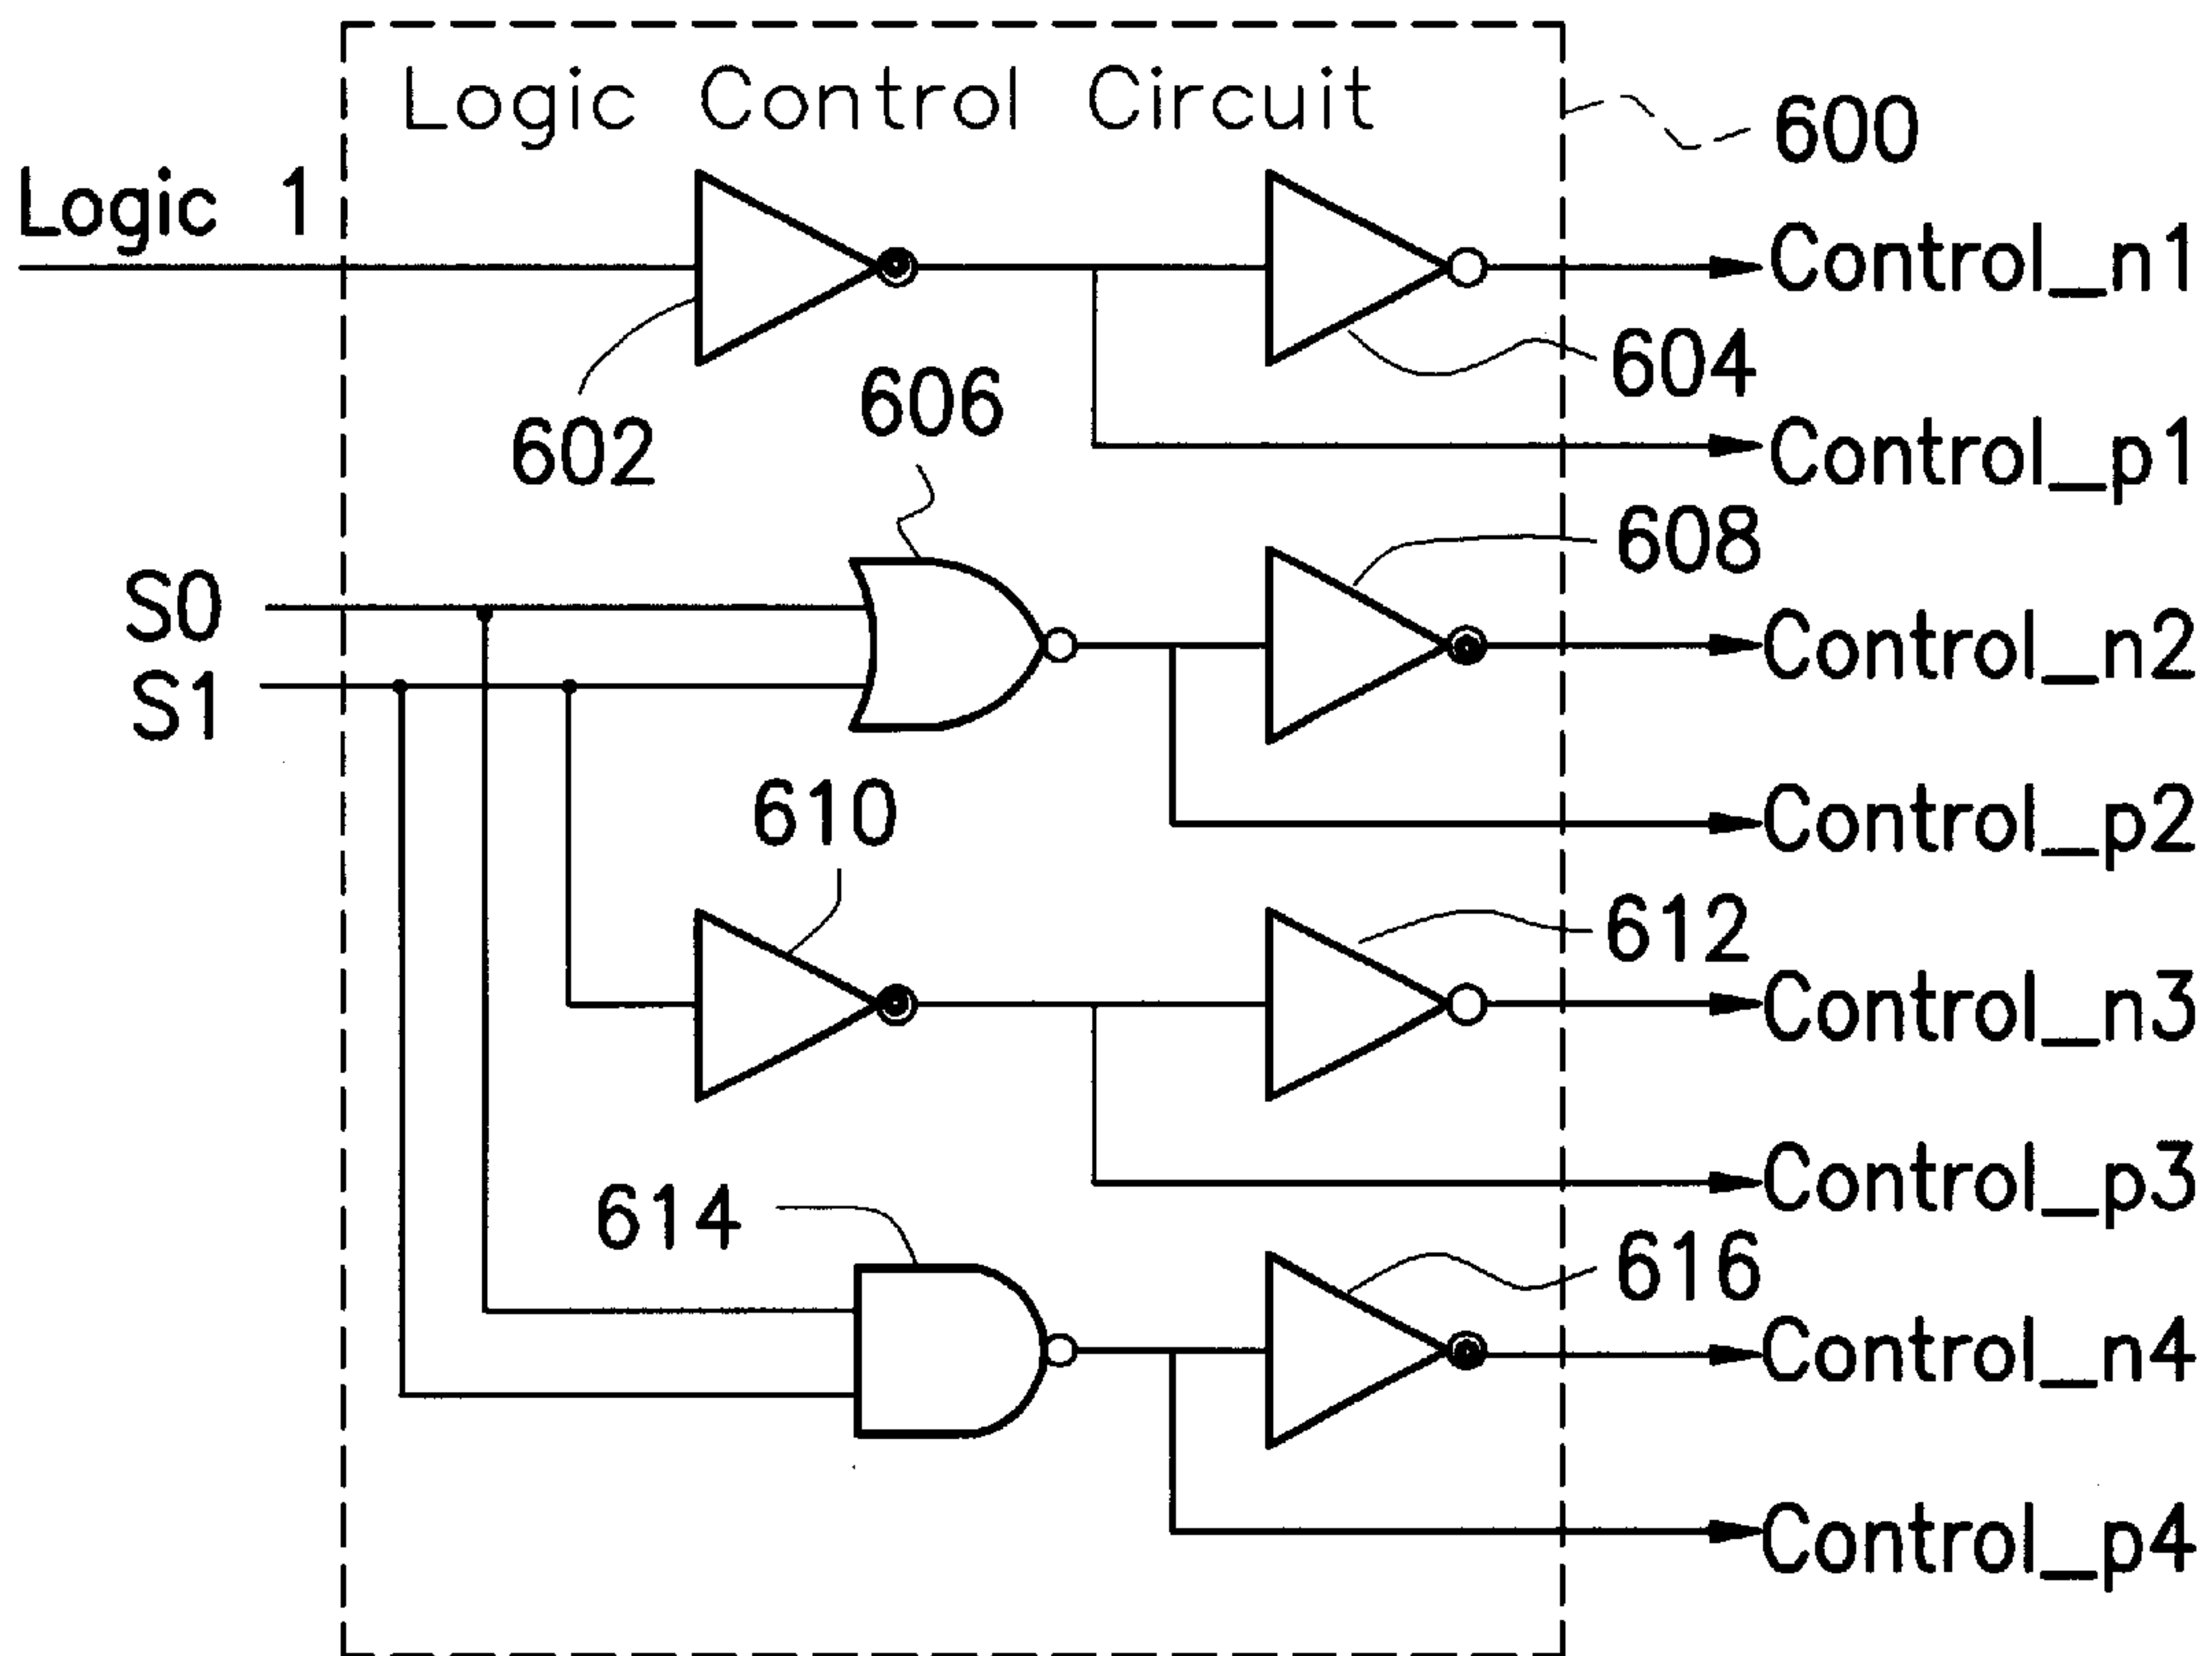 Logic Control Circuit
600
Logic 1
Control_n1
604
606
602
Control_p1
608
S0
Control_n2
S1
610
Control_p2
612
Control_n3
614
Control_p3
616
Control_n4
Control_p4